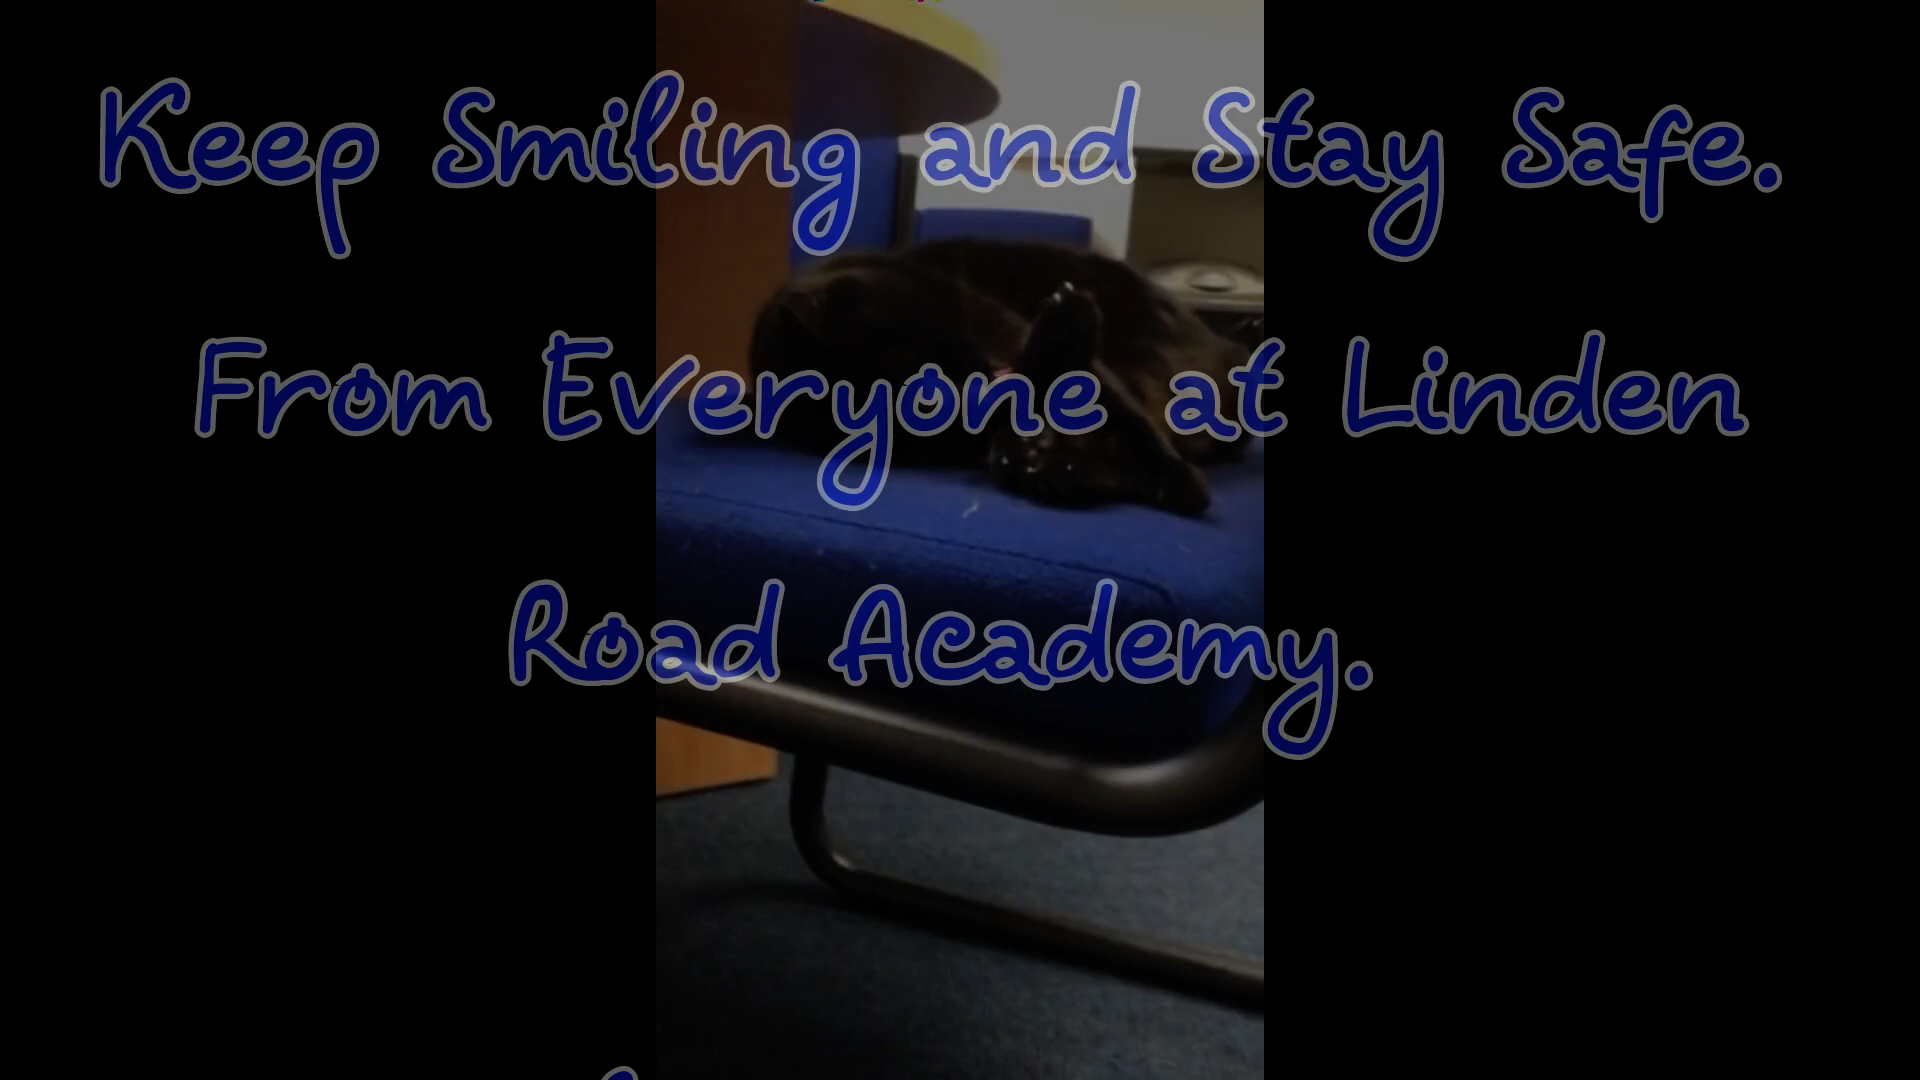 Keep Smiling and Stay Safe.
From Everyone at Linden
Road Academy.